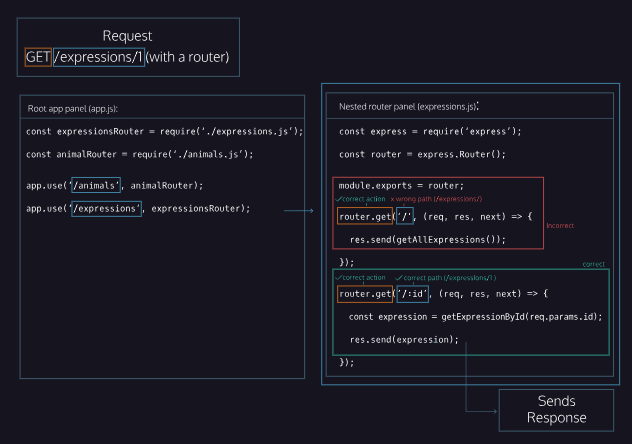 Request
GET /expressions/1 (with a router)
Root app panel (app.js):
const expressionsRouter = require(‘./expressions.js’);
const animalRouter = require(‘./animals.js’);
app.use(‘/animals’, animalRouter);
app.use(‘/expressions’, expressionsRouter);
Nested router panel (expressions.js):
const express = require(‘express’);
const router = express.Router();
module.exports = router;
✓correct action x wrong path (/expressions/)
router.get(‘/’, (req, res, next) => {
incorrect
res.send(getAllExpressions());
});
correct
✓correct action ✓correct path (/expressions/1 )
router.get(‘/:id’, (req, res, next) => {
const expression = getExpressionById(req.params.id);
res.send(expression);
});
Sends
Response